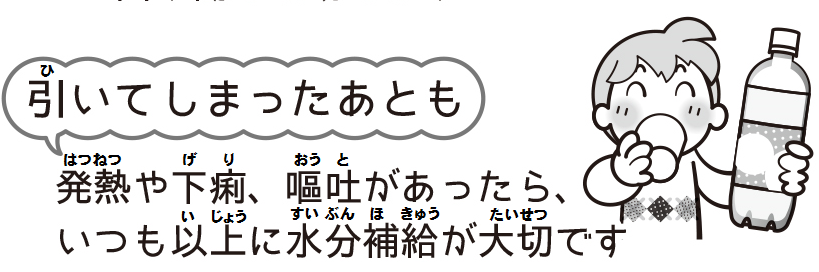 引いてしまったあとも
発熱や下痢、嘔吐があったら、
いつも以上に水分補給が大切です